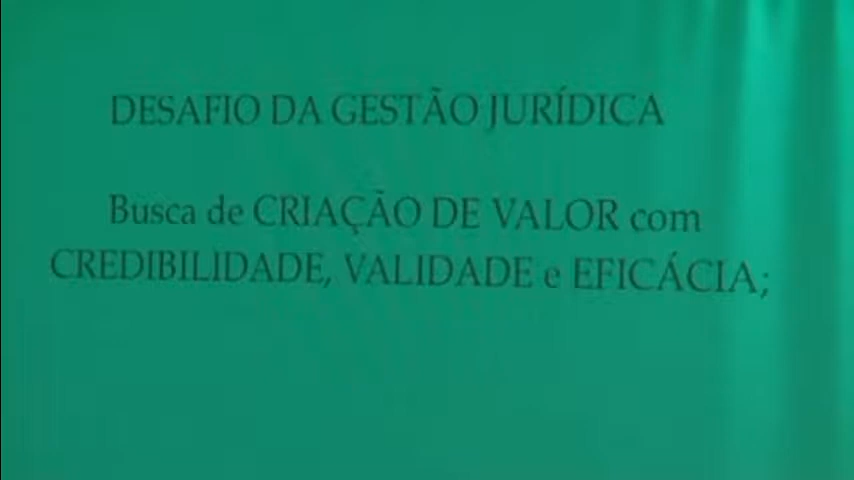 DESAFIO DA GESTÃO JURÍDICA
Busca de CRIAÇÃO DE VALOR com
CREDIBILIDADE, VALIDADE e EFICÁCIA;